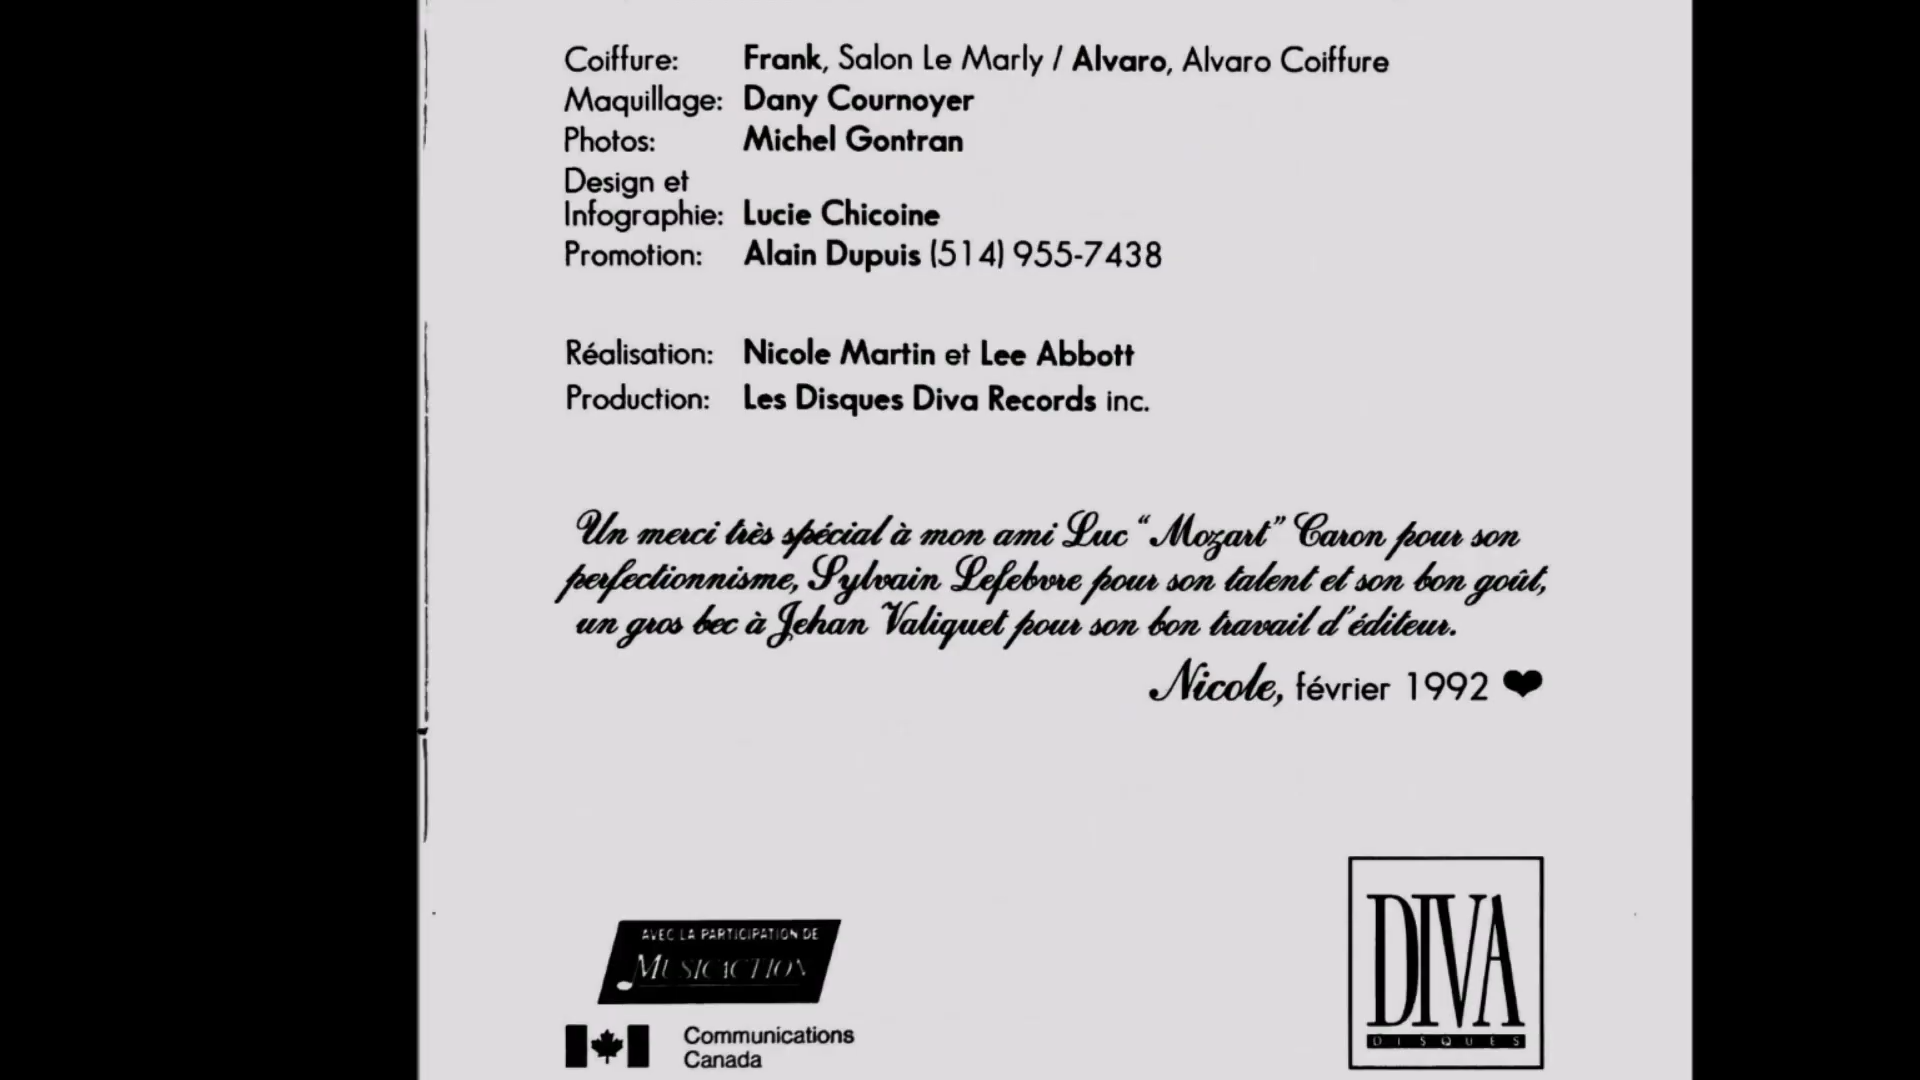 Coiffure: Frank, Salon Le Marly / Alvaro, Alvaro Coiffure
Maquillage: Dany Cournoyer
Photos: Michel Gontran
Design et
Infographie: Lucie Chicoine
Promotion: Alain Dupuis (514) 955-7438
Réalisation: Nicole Martin et Lee Abbott
Production: Les Disques Diva Records inc.
Un merci très spécial à mon ami Luc "Mozart" Caron pour son
perfectionnisme, Sylvain Lefebvre pour son talent et son bon goût,
un gros bec à Jehan Valiquet pour son bon travail d'éditeur.
Nicole, février 1992 ❤
AVEC LA PARTICIPATION DE
MUSICACTION
Communications
Canada
DIVA
DISQUES